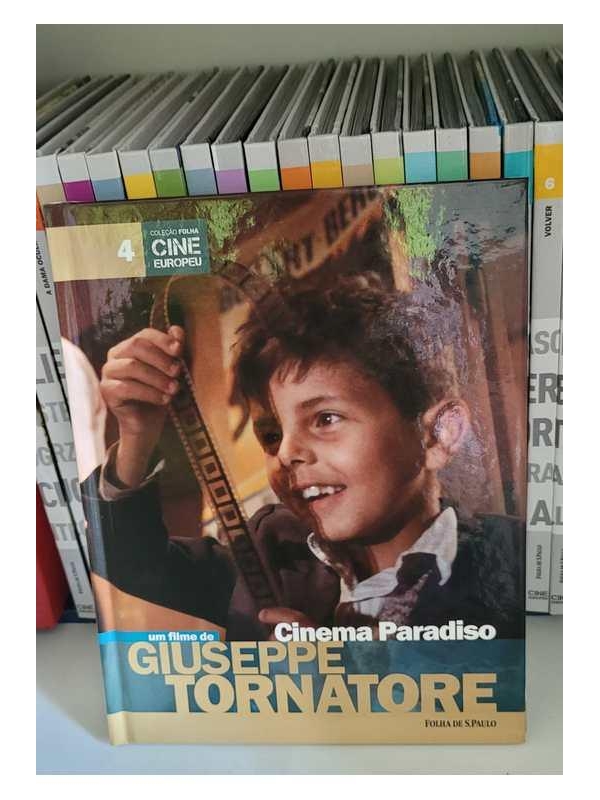 4
COLEÇÃO FOLHA
CINE
EUROPEU
Cinema Paradiso
um filme de
GIUSEPPE
TORNATORE
FOLHA DE S.PAULO
6
VOLVER